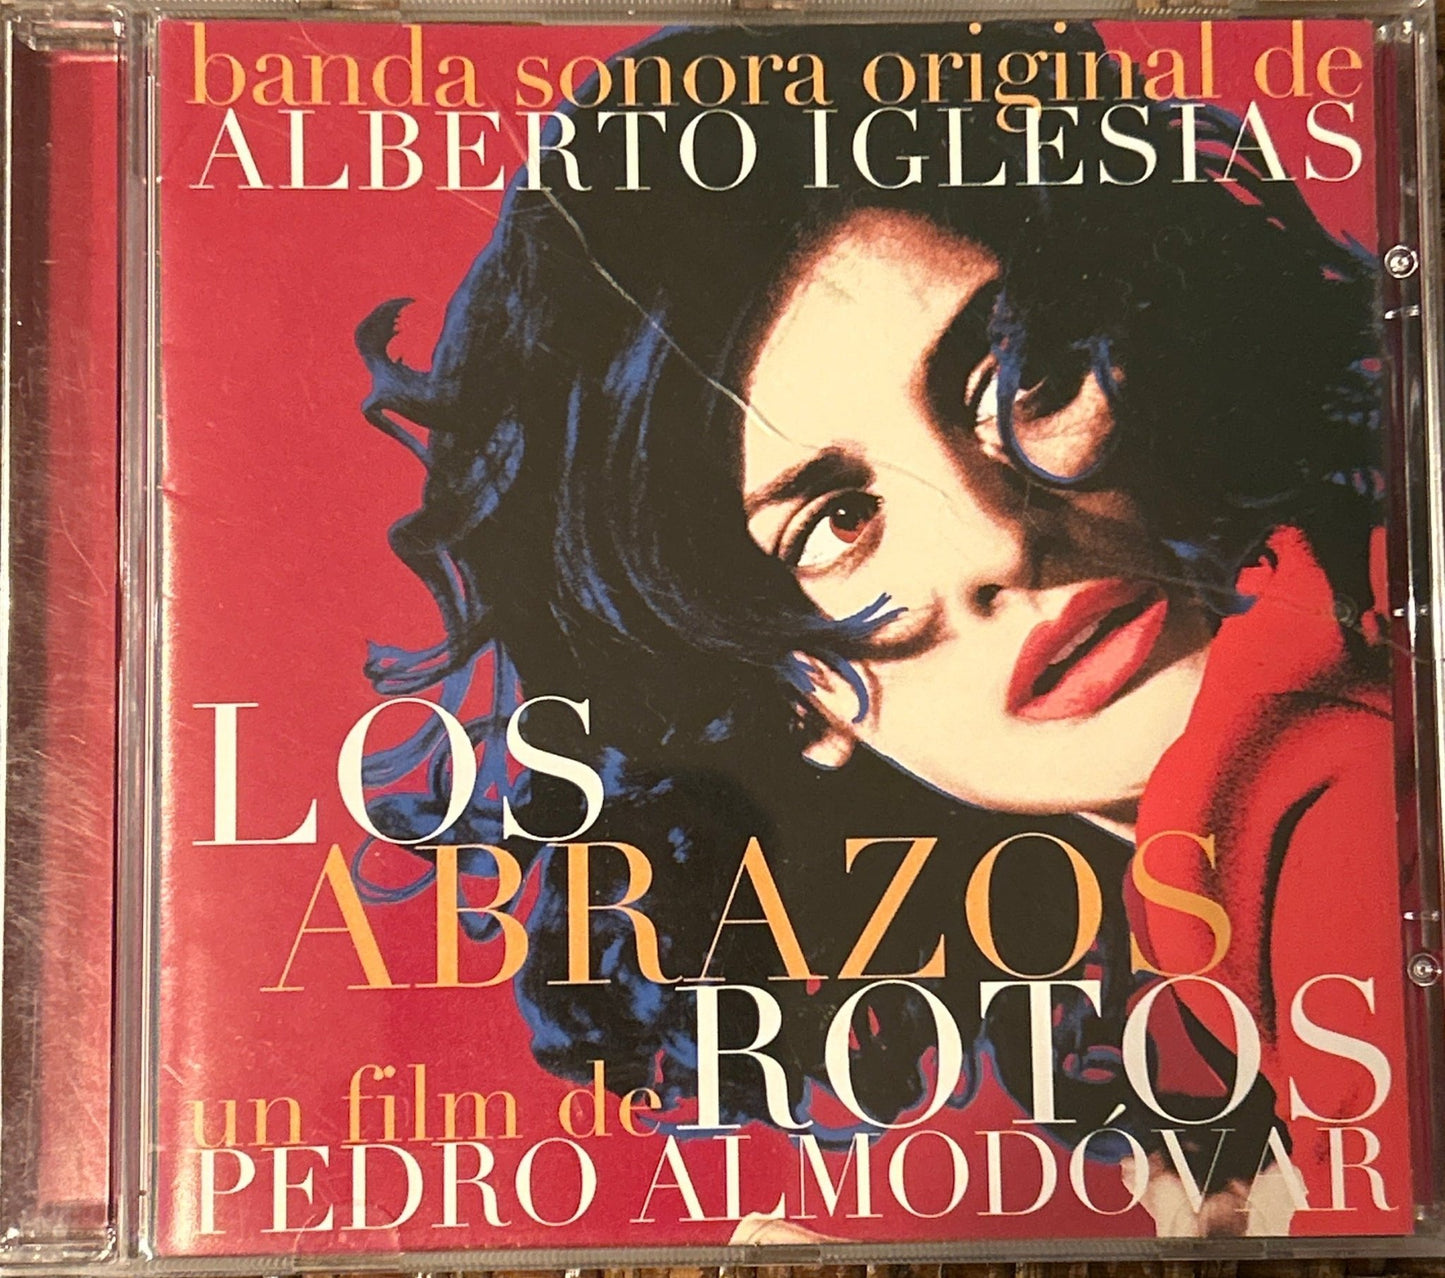 banda sonora original de
ALBERTO IGLESIAS
LOS
ABRAZOS
ROTOS
un film de
PEDRO ALMODÓVAR